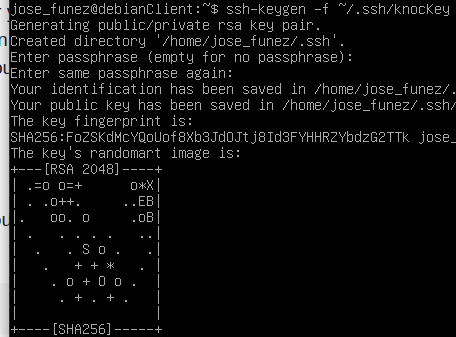 jose_funez@debianClient:~$ ssh-keygen -f ~/.ssh/knocKey
Generating public/private rsa key pair.
Created directory '/home/jose_funez/.ssh'.
Enter passphrase (empty for no passphrase):
Enter same passphrase again:
Your identification has been saved in /home/jose_funez/.
Your public key has been saved in /home/jose_funez/.ssh/
The key fingerprint is:
SHA256:FoZSKdMcYQoUof8Xb3JdOJtj8Id3FYHHRZYbdzG2TTk jose_
The key's randomart image is:
+---[RSA 2048]----+
| .=o o=+      o*X|
| . .o++.     ..EB|
|.   oo. o     .oB|
|  .   . . .    ..|
|   .    . S o .   .|
|    .    + + *   . |
|     . o + O o .  |
|      . + . + .   |
|                 |
+----[SHA256]-----+